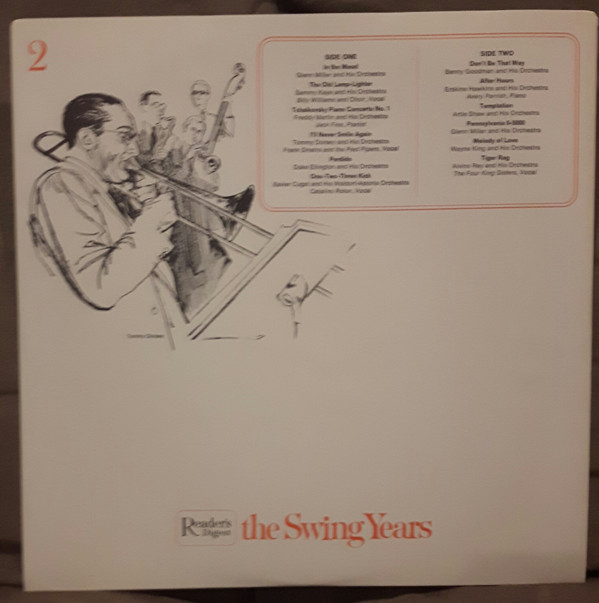 2
SIDE ONE
In the Mood
Glenn Miller and His Orchestra
The Old Lamp-Lighter
Sammy Kaye and His Orchestra
Billy Williams and Choir, Vocal
Tchaikovsky Piano Concerto No. 1
Freddy Martin and His Orchestra
Jack Fina, Pianist
I'll Never Smile Again
Tommy Dorsey and His Orchestra
Frank Sinatra and the Pied Pipers, Vocal
Perdido
Duke Ellington and His Orchestra
One-Two-Three-Kick
Xavier Cugat and His Waldorf-Astoria Orchestra
Catalino Rolon, Vocal
SIDE TWO
Don't Be That Way
Benny Goodman and His Orchestra
After Hours
Erskine Hawkins and His Orchestra
Avery Parrish, Piano
Temptation
Artie Shaw and His Orchestra
Pennsylvania 6-5000
Glenn Miller and His Orchestra
Melody of Love
Wayne King and His Orchestra
Tiger Rag
Alvino Rey and His Orchestra
The Four King Sisters, Vocal
Tommy Dorsey
Reader's
Digest
the Swing Years